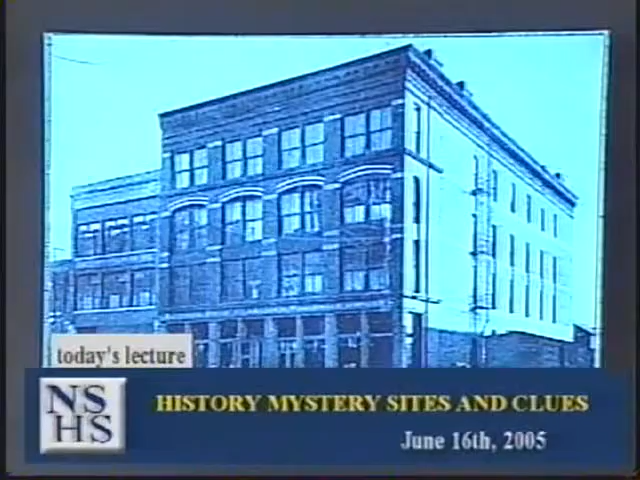 today's lecture
NS
HS
HISTORY MYSTERY SITES AND CLUES
June 16th, 2005